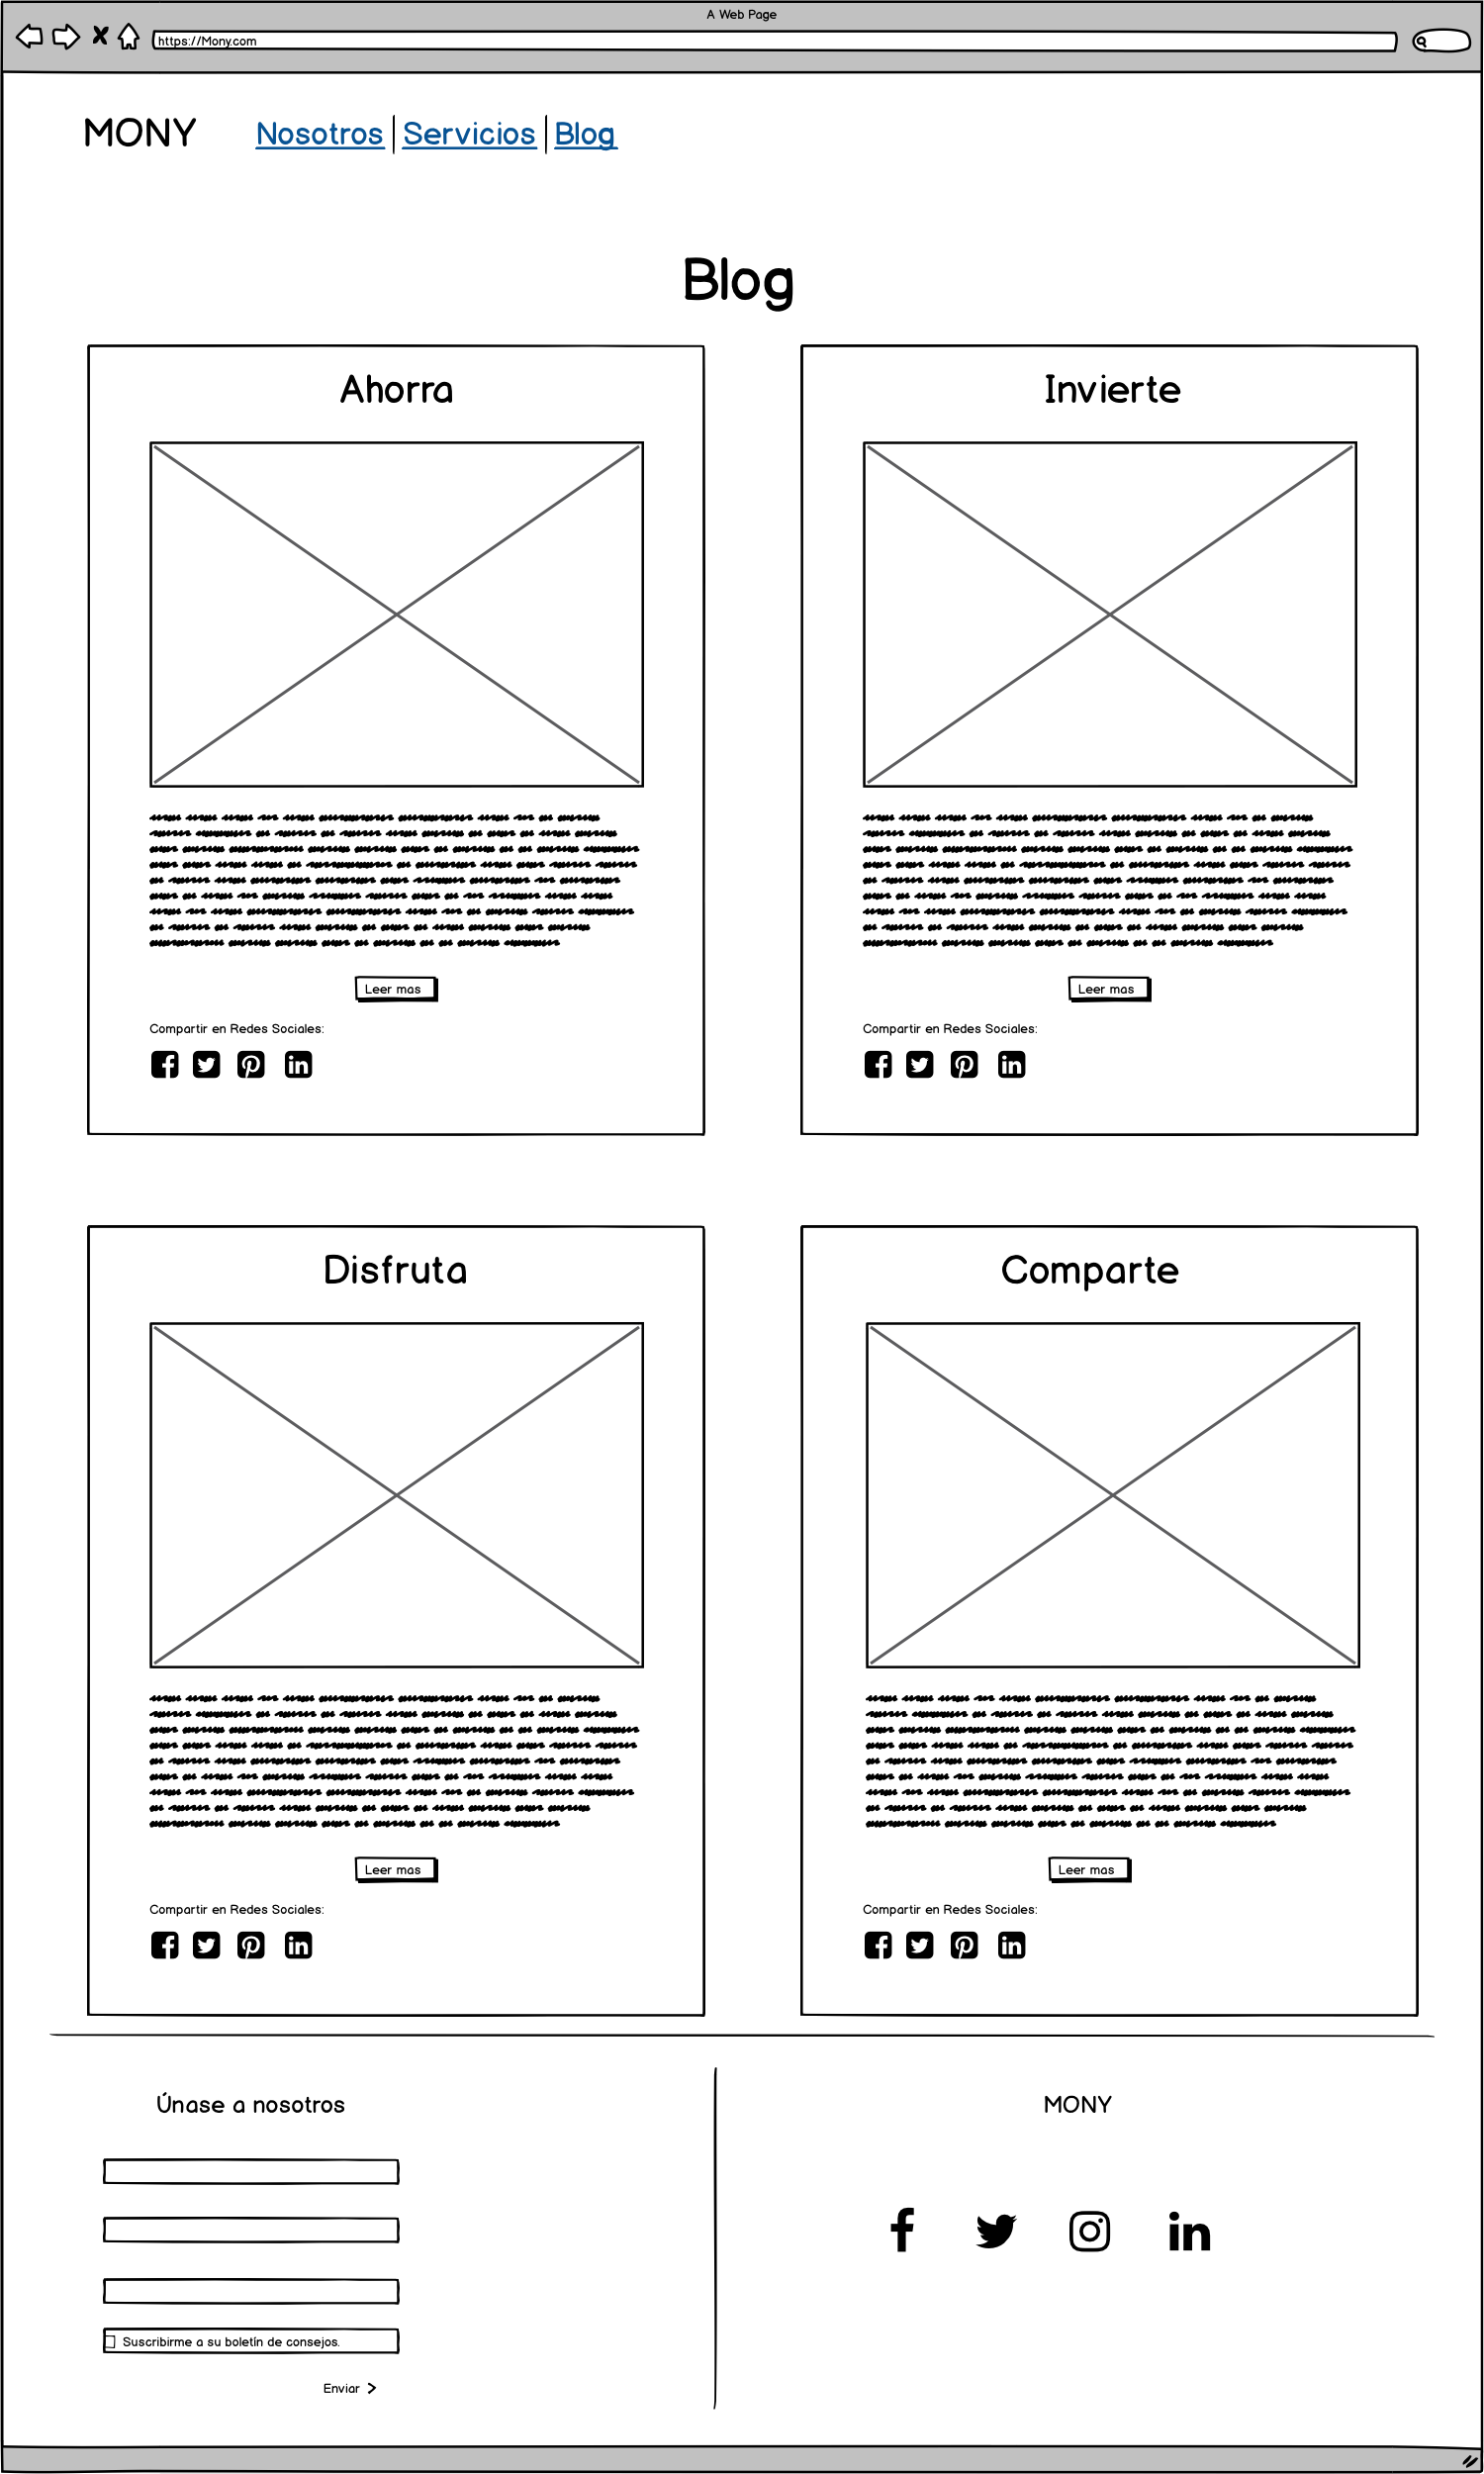 A Web Page
https://Mony.com
MONY Nosotros Servicios Blog
Blog
Ahorra
Leer mas
Compartir en Redes Sociales:
Invierte
Leer mas
Compartir en Redes Sociales:
Disfruta
Leer mas
Compartir en Redes Sociales:
Comparte
Leer mas
Compartir en Redes Sociales:
Únase a nosotros
Suscribirme a su boletín de consejos.
Enviar
MONY